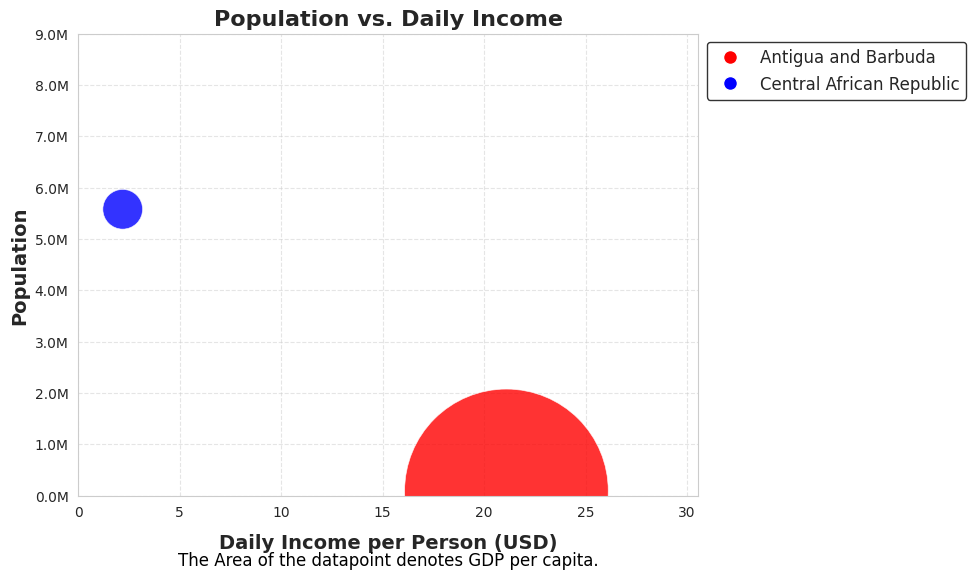 Population vs. Daily Income
Antigua and Barbuda
Central African Republic
9.0M
8.0M
7.0M
6.0M
5.0M
4.0M
3.0M
2.0M
1.0M
0.0M
Population
0 5 10 15 20 25 30
Daily Income per Person (USD)
The Area of the datapoint denotes GDP per capita.